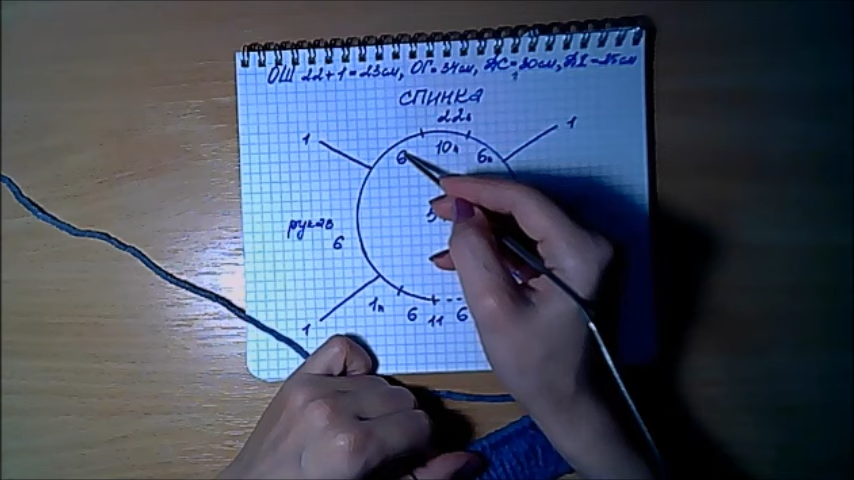 ОШ 22+1=23см, ОГ=34см, ДС=30см, ДІ=25см
спинка
22п
1
1
6
10п
6п
5
рукав
6
1п
6
11
6
1